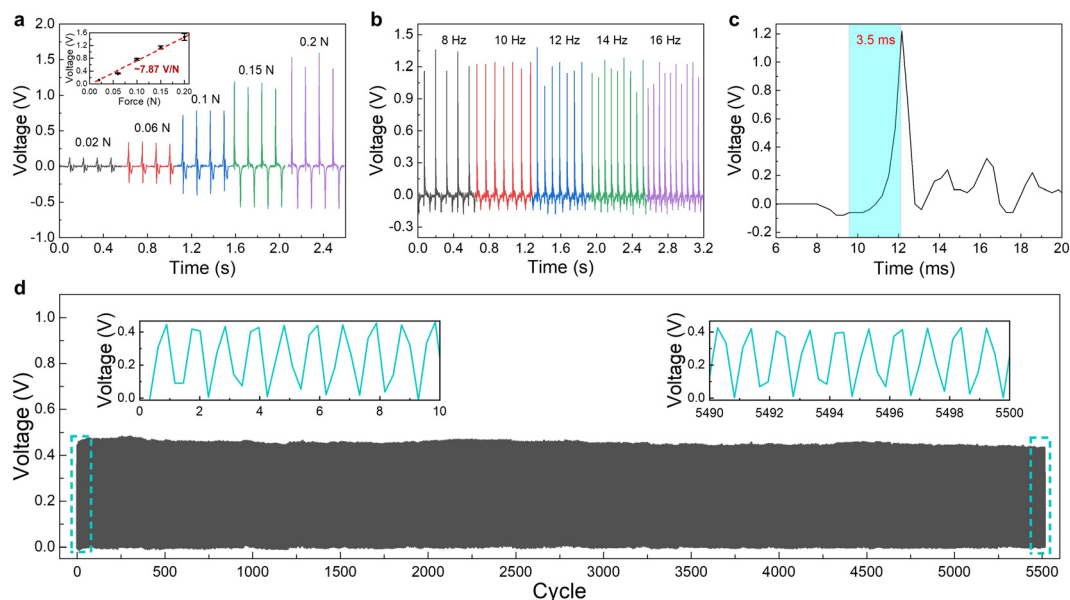 a
Voltage (V)
2.0
1.5
1.0
0.5
0.0
-0.5
-1.0
0.0 0.4 0.8 1.2 1.6 2.0 2.4
Time (s)
Voltage (V)
1.6
1.2
0.8
0.4
0.0
0.00 0.05 0.10 0.15 0.20
Force (N)
~7.87 V/N
0.02 N
0.06 N
0.1 N
0.15 N
0.2 N
b
Voltage (V)
1.5
1.2
0.9
0.6
0.3
0.0
-0.3
8 Hz 10 Hz 12 Hz 14 Hz 16 Hz
0.0 0.4 0.8 1.2 1.6 2.0 2.4 2.8 3.2
Time (s)
c
Voltage (V)
1.2
1.0
0.8
0.6
0.4
0.2
0.0
-0.2
3.5 ms
6 8 10 12 14 16 18 20
Time (ms)
d
Voltage (V)
1.0
0.8
0.6
0.4
0.2
0.0
Voltage (V)
0.4
0.2
0.0
0 2 4 6 8 10
Voltage (V)
0.4
0.2
0.0
5490 5492 5494 5496 5498 5500
0 500 1000 1500 2000 2500 3000 3500 4000 4500 5000 5500
Cycle